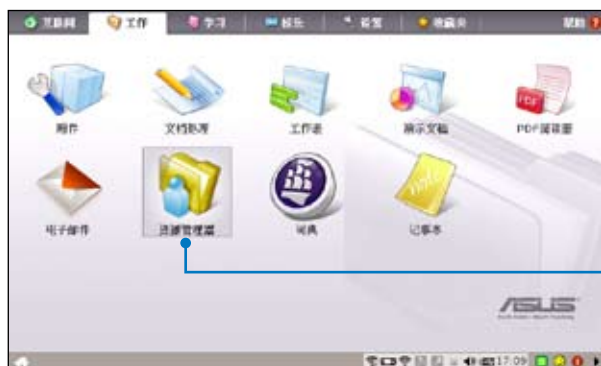 互联网 工作 学习 娱乐 设置 收藏夹 帮助
附件 文档处理 工作表 演示文稿 PDF阅读器
PDF
电子邮件 资源管理器 词典 记事本
ASUS
17:09